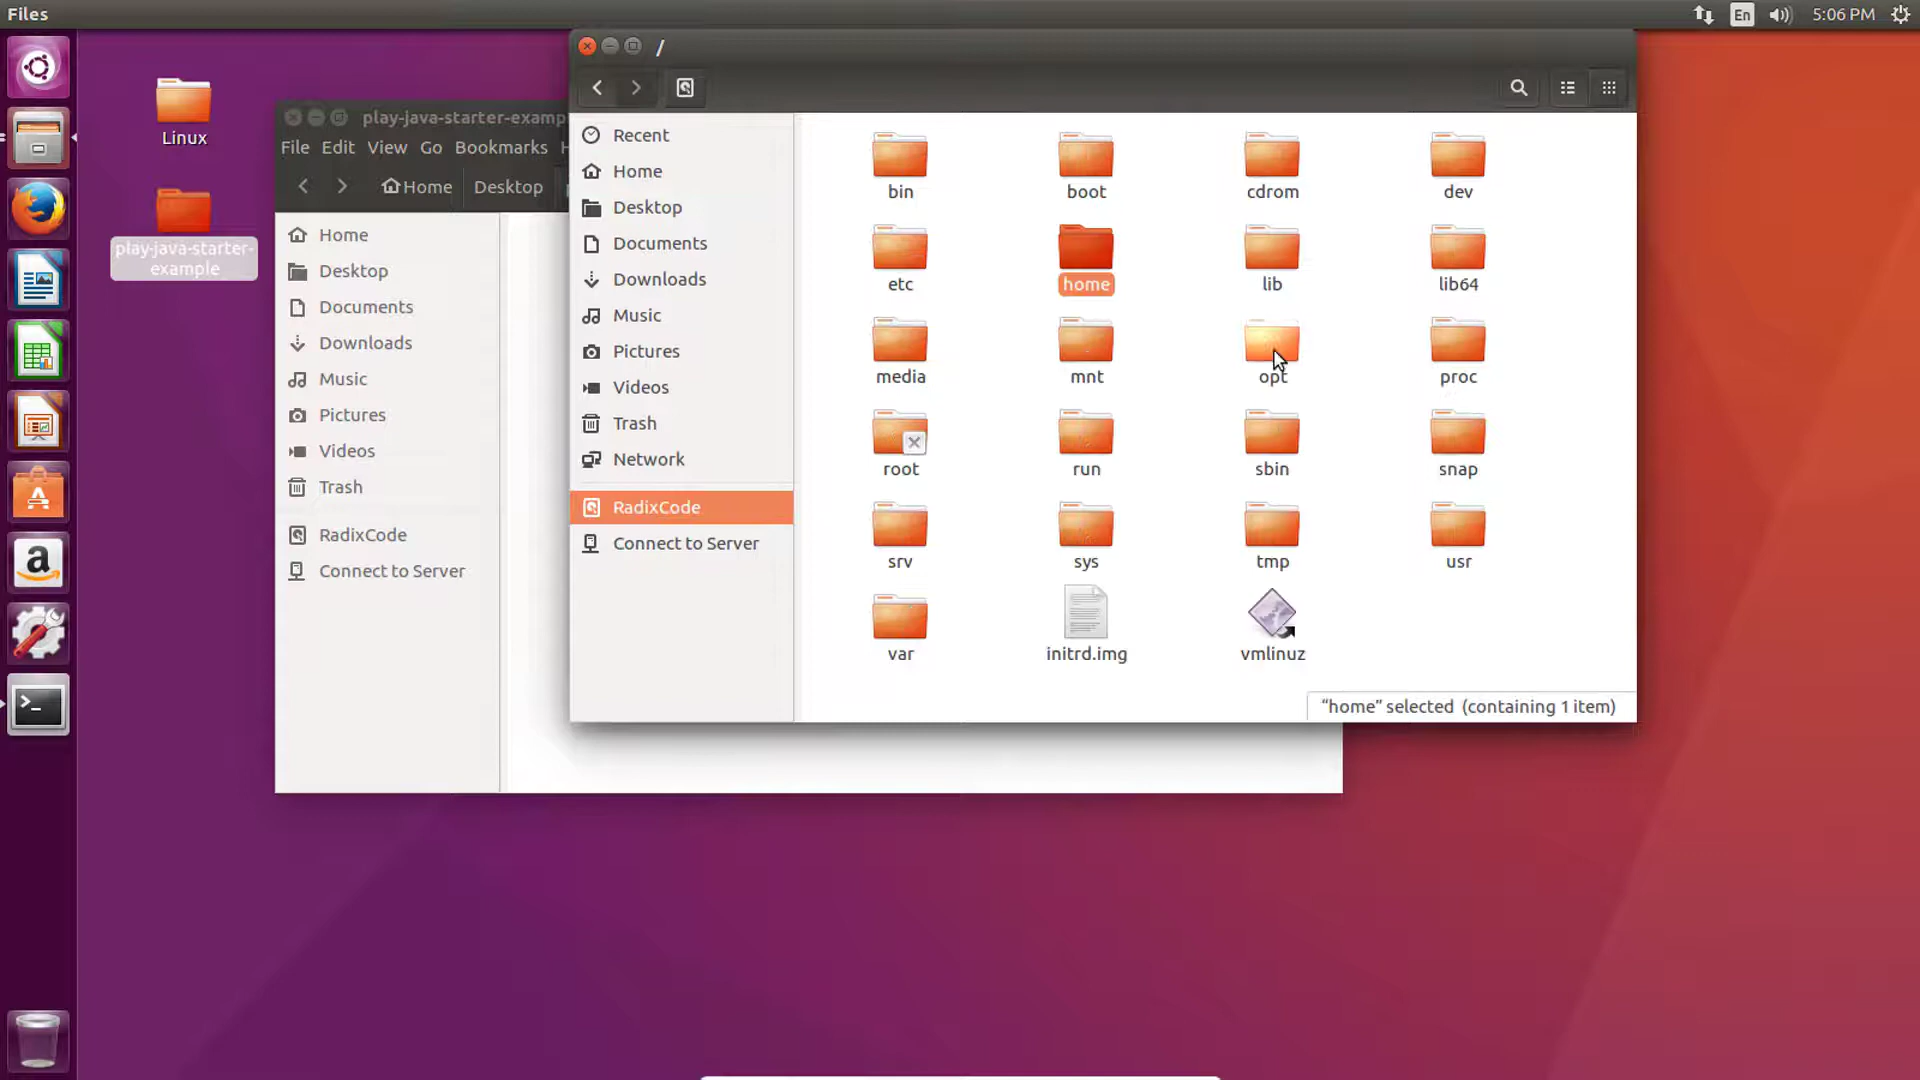 Files
En
5:06 PM
Linux
play-java-starter-
example
play-java-starter-examp
File Edit View Go Bookmarks
Home Desktop
Home
Desktop
Documents
Downloads
Music
Pictures
Videos
Trash
RadixCode
Connect to Server
/
Recent
Home
Desktop
Documents
Downloads
Music
Pictures
Videos
Trash
Network
RadixCode
Connect to Server
bin boot cdrom dev
etc home lib lib64
media mnt opt proc
root run sbin snap
srv sys tmp usr
var initrd.img vmlinuz
“home” selected (containing 1 item)